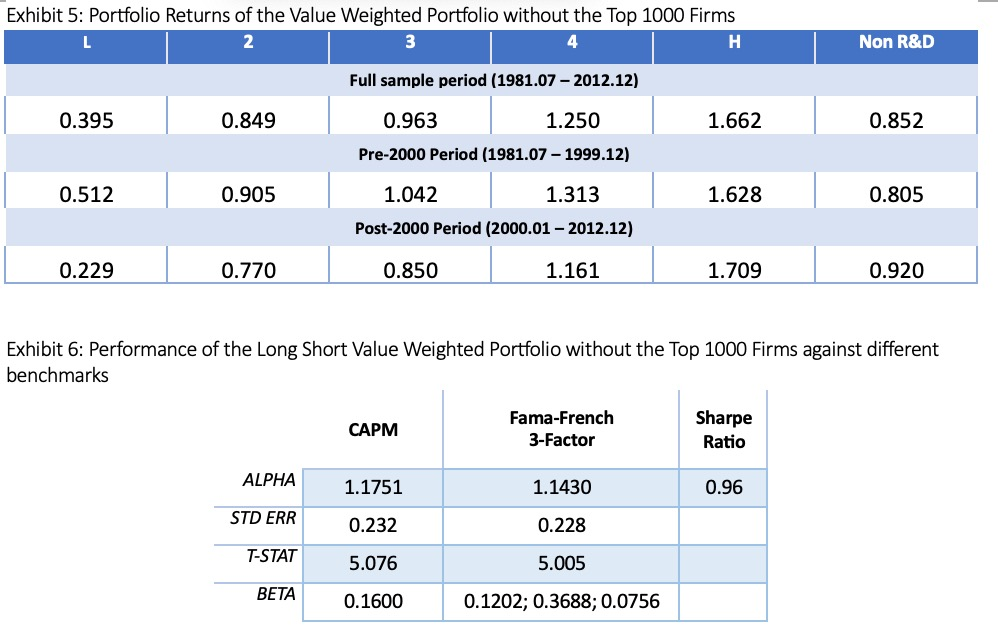 Exhibit 5: Portfolio Returns of the Value Weighted Portfolio without the Top 1000 Firms
L 2 3 4 H Non R&D
Full sample period (1981.07 – 2012.12)
0.395 0.849 0.963 1.250 1.662 0.852
Pre-2000 Period (1981.07 – 1999.12)
0.512 0.905 1.042 1.313 1.628 0.805
Post-2000 Period (2000.01 – 2012.12)
0.229 0.770 0.850 1.161 1.709 0.920
Exhibit 6: Performance of the Long Short Value Weighted Portfolio without the Top 1000 Firms against different
benchmarks
CAPM Fama-French 3-Factor Sharpe Ratio
ALPHA 1.1751 1.1430 0.96
STD ERR 0.232 0.228
T-STAT 5.076 5.005
BETA 0.1600 0.1202; 0.3688; 0.0756